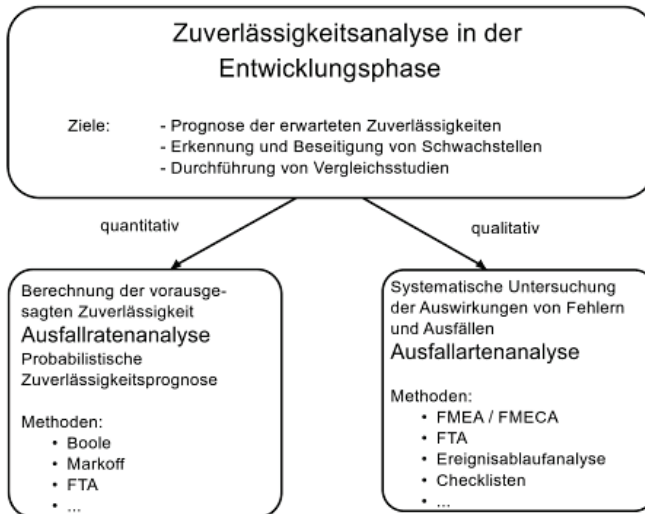 Zuverlässigkeitsanalyse in der
Entwicklungsphase
Ziele: - Prognose der erwarteten Zuverlässigkeiten
- Erkennung und Beseitigung von Schwachstellen
- Durchführung von Vergleichsstudien
quantitativ
qualitativ
Berechnung der vorausge-
sagten Zuverlässigkeit
Ausfallratenanalyse
Probabilistische
Zuverlässigkeitsprognose
Methoden:
• Boole
• Markoff
• FTA
• ...
Systematische Untersuchung
der Auswirkungen von Fehlern
und Ausfällen
Ausfallartenanalyse
Methoden:
• FMEA / FMECA
• FTA
• Ereignisablaufanalyse
• Checklisten
• ...